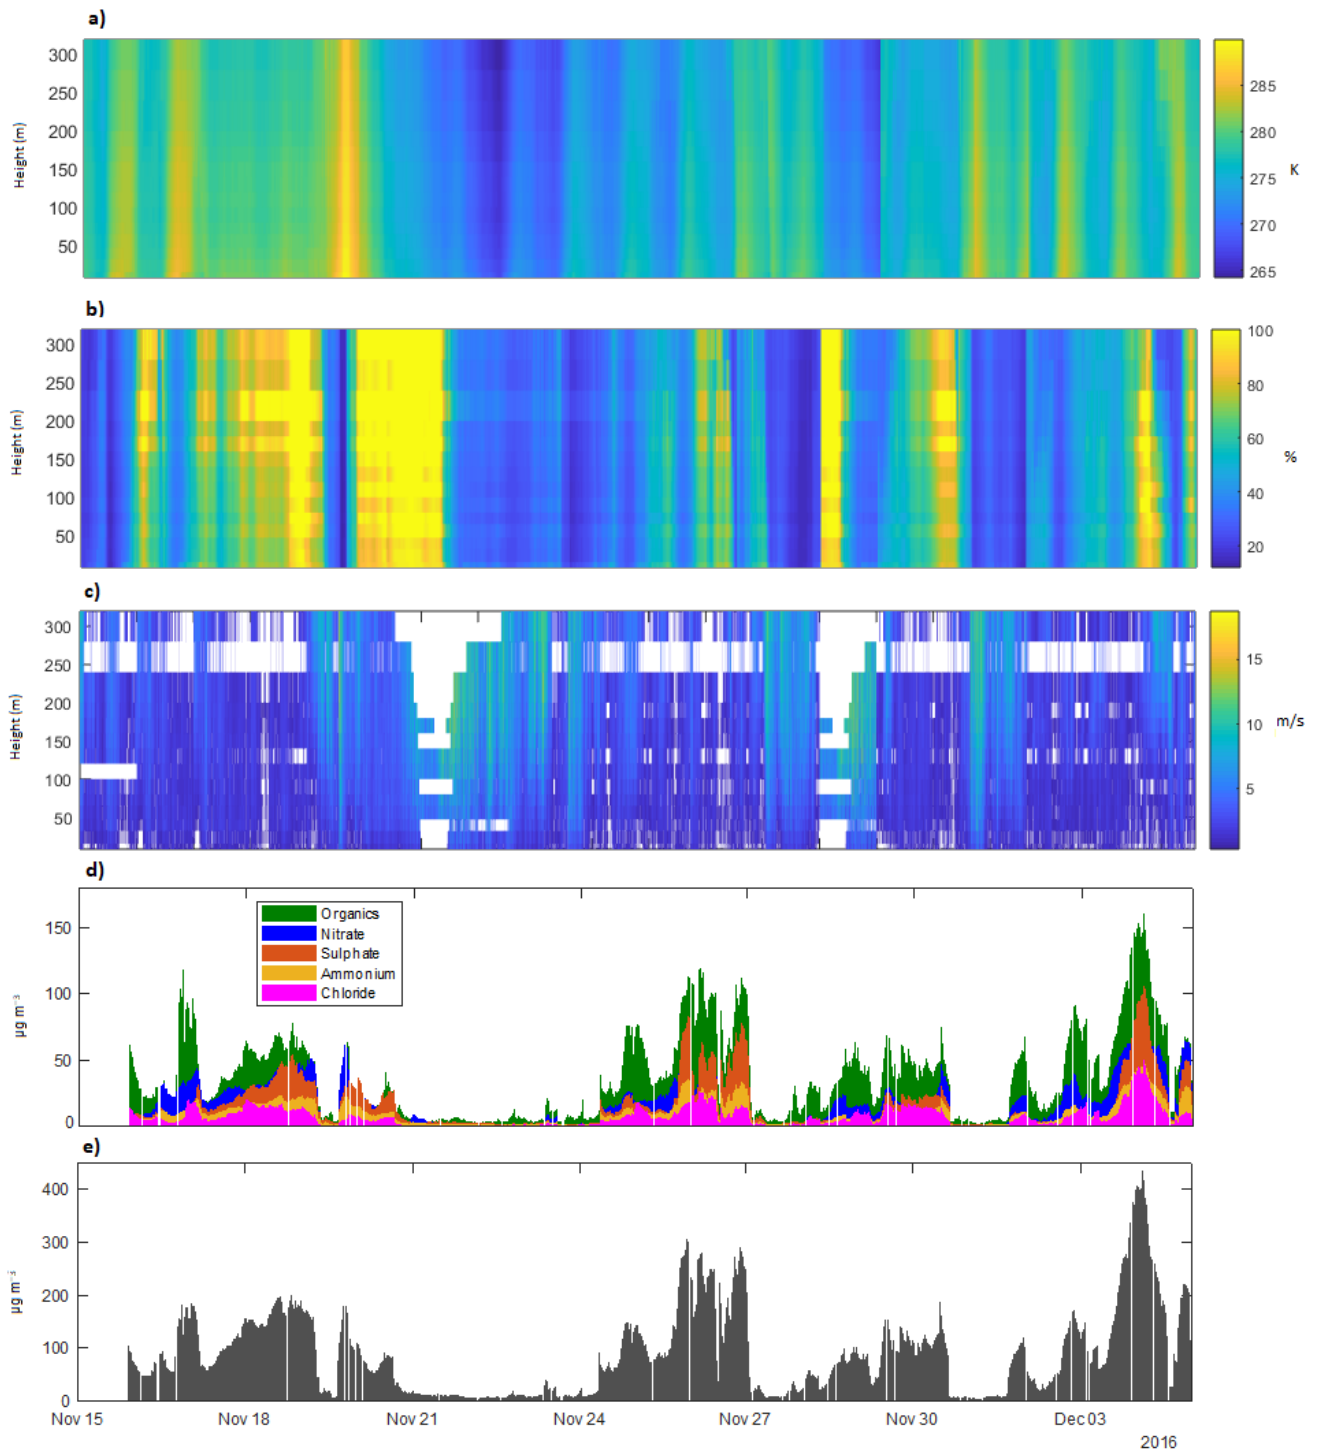 a)
300
250
200
150
100
50
Height (m)
285
280
275
270
265
K
b)
300
250
200
150
100
50
Height (m)
100
80
60
40
20
%
c)
300
250
200
150
100
50
Height (m)
15
10
5
m/s
d)
150
100
50
0
µg m⁻³
Organics
Nitrate
Sulphate
Ammonium
Chloride
e)
400
300
200
100
0
µg m⁻³
Nov 15
Nov 18
Nov 21
Nov 24
Nov 27
Nov 30
Dec 03
2016